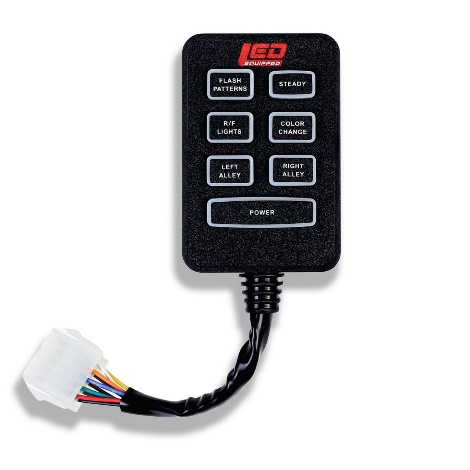 LED
EQUIPPED
FLASH
PATTERNS
STEADY
R/F
LIGHTS
COLOR
CHANGE
LEFT
ALLEY
RIGHT
ALLEY
POWER